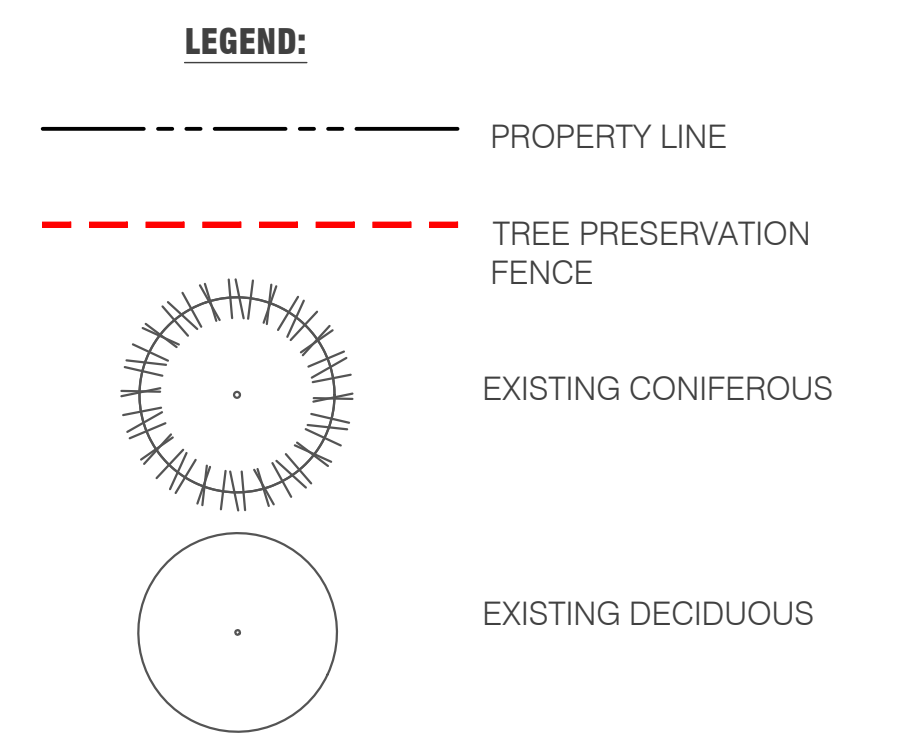 LEGEND:
PROPERTY LINE
TREE PRESERVATION
FENCE
EXISTING CONIFEROUS
EXISTING DECIDUOUS